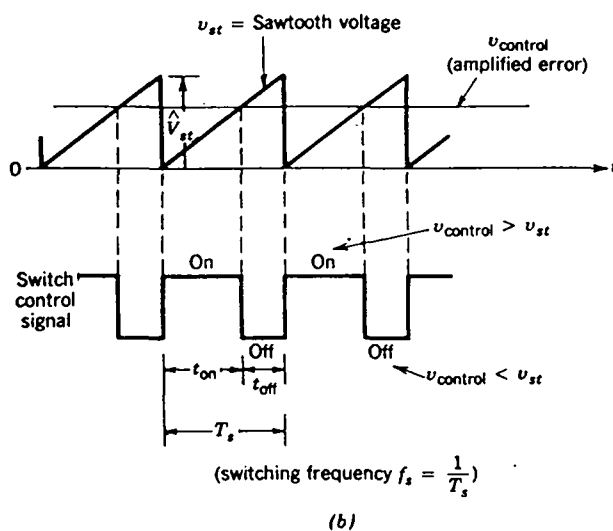 v_st = Sawtooth voltage
v_control
(amplified error)
V̂_st
0
t
v_control > v_st
On
On
Switch
control
signal
Off
Off
t_on
t_off
v_control < v_st
T_s
(switching frequency f_s = 1/T_s)
(b)